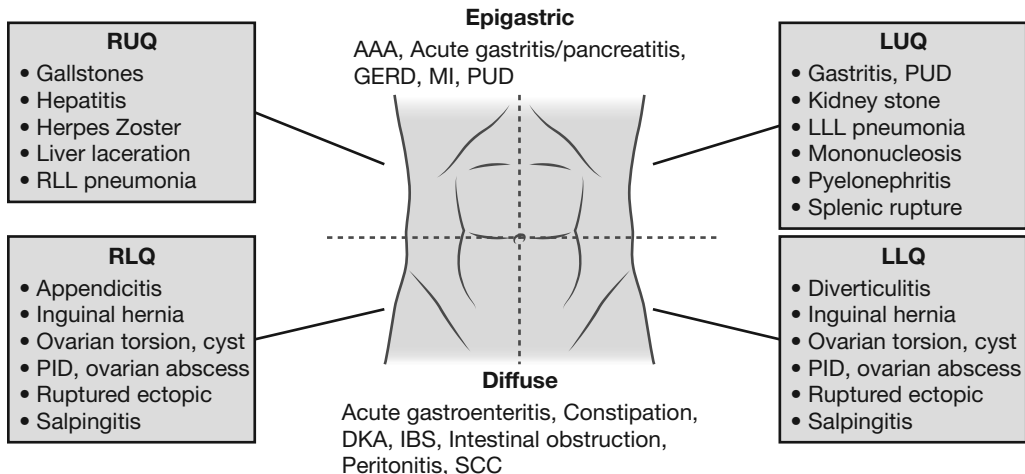 RUQ
• Gallstones
• Hepatitis
• Herpes Zoster
• Liver laceration
• RLL pneumonia
Epigastric
AAA, Acute gastritis/pancreatitis,
GERD, MI, PUD
LUQ
• Gastritis, PUD
• Kidney stone
• LLL pneumonia
• Mononucleosis
• Pyelonephritis
• Splenic rupture
RLQ
• Appendicitis
• Inguinal hernia
• Ovarian torsion, cyst
• PID, ovarian abscess
• Ruptured ectopic
• Salpingitis
LLQ
• Diverticulitis
• Inguinal hernia
• Ovarian torsion, cyst
• PID, ovarian abscess
• Ruptured ectopic
• Salpingitis
Diffuse
Acute gastroenteritis, Constipation,
DKA, IBS, Intestinal obstruction,
Peritonitis, SCC